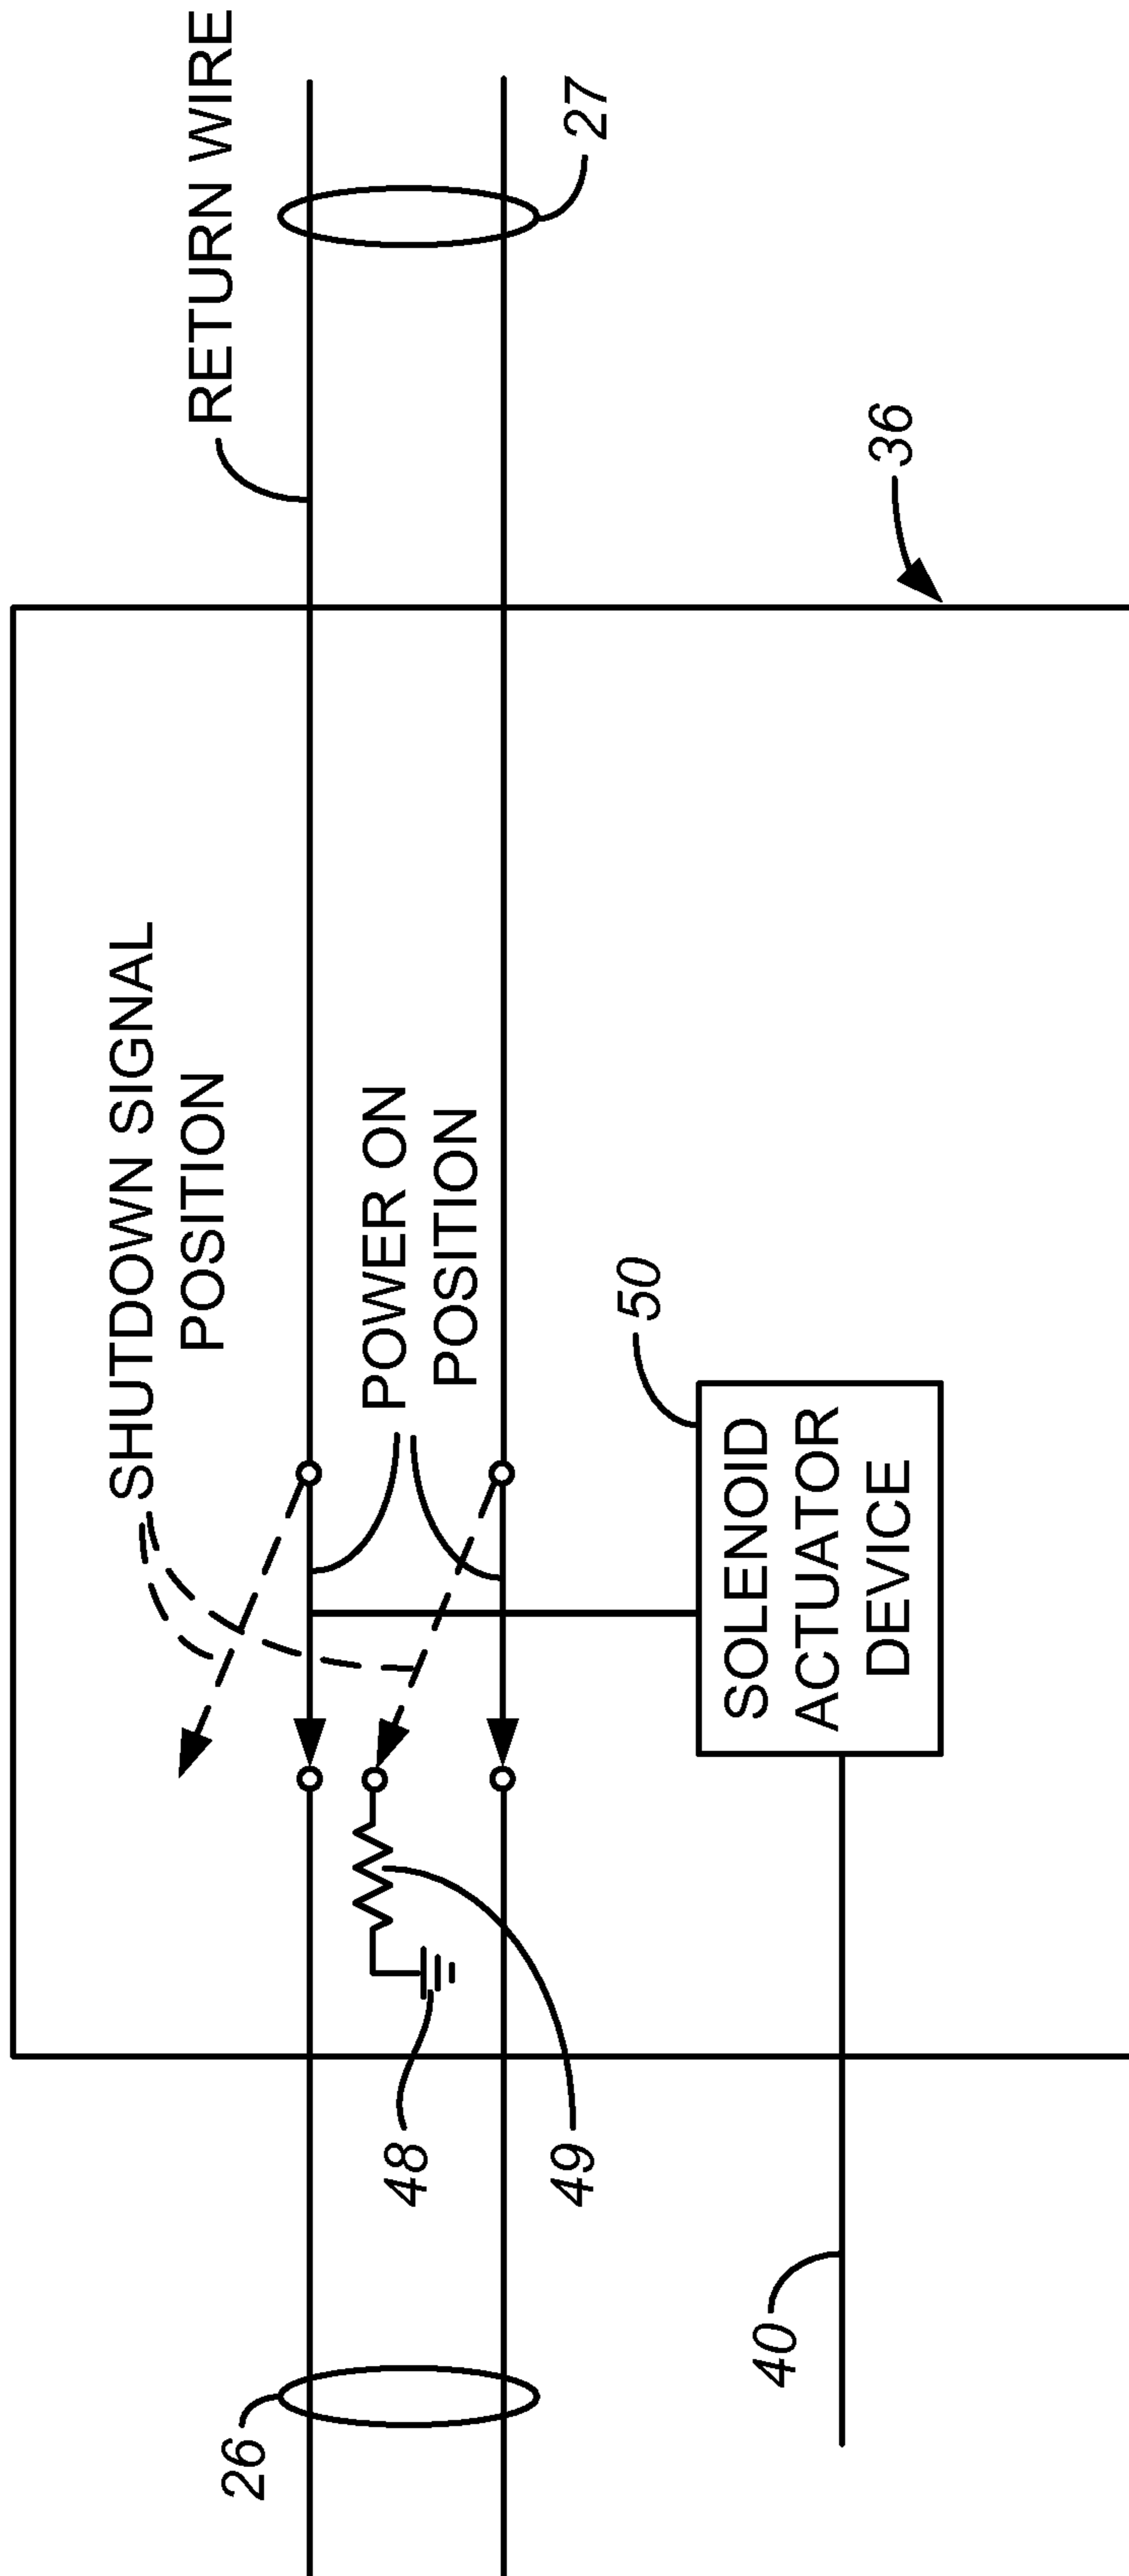 RETURN WIRE
27
36
SHUTDOWN SIGNAL
POSITION
POWER ON
POSITION
50
SOLENOID
ACTUATOR
DEVICE
48
49
26
40